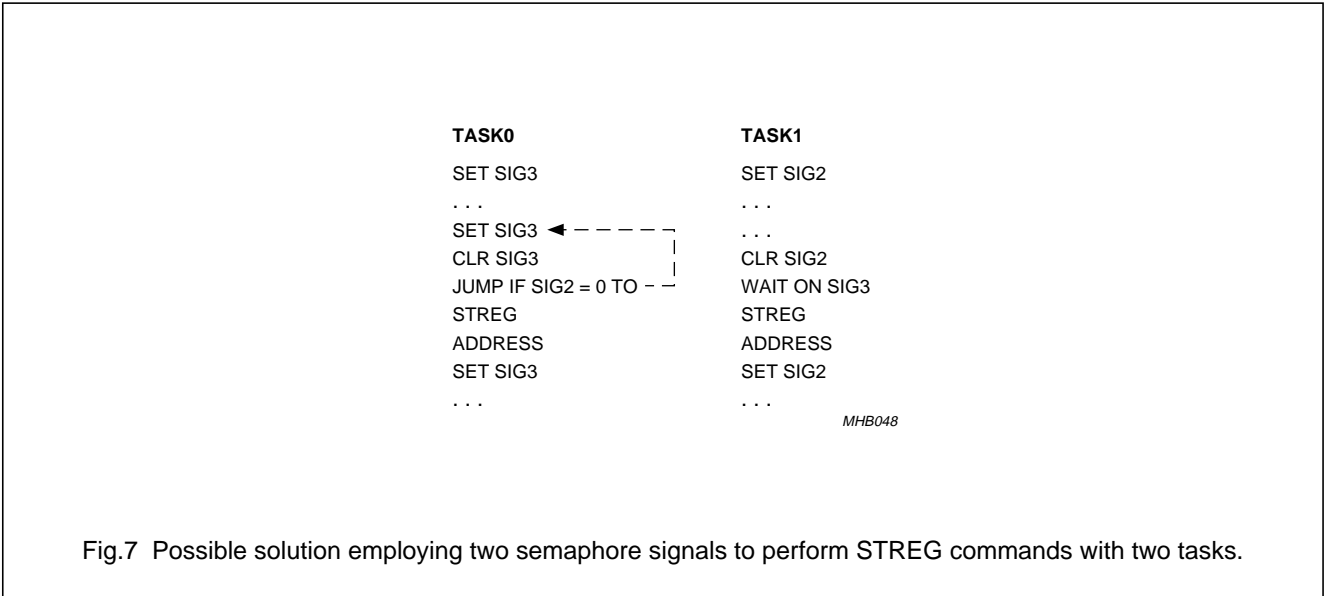 TASK0
SET SIG3
. . .
SET SIG3
CLR SIG3
JUMP IF SIG2 = 0 TO
STREG
ADDRESS
SET SIG3
. . .
TASK1
SET SIG2
. . .
. . .
CLR SIG2
WAIT ON SIG3
STREG
ADDRESS
SET SIG2
. . .
MHB048
Fig.7 Possible solution employing two semaphore signals to perform STREG commands with two tasks.